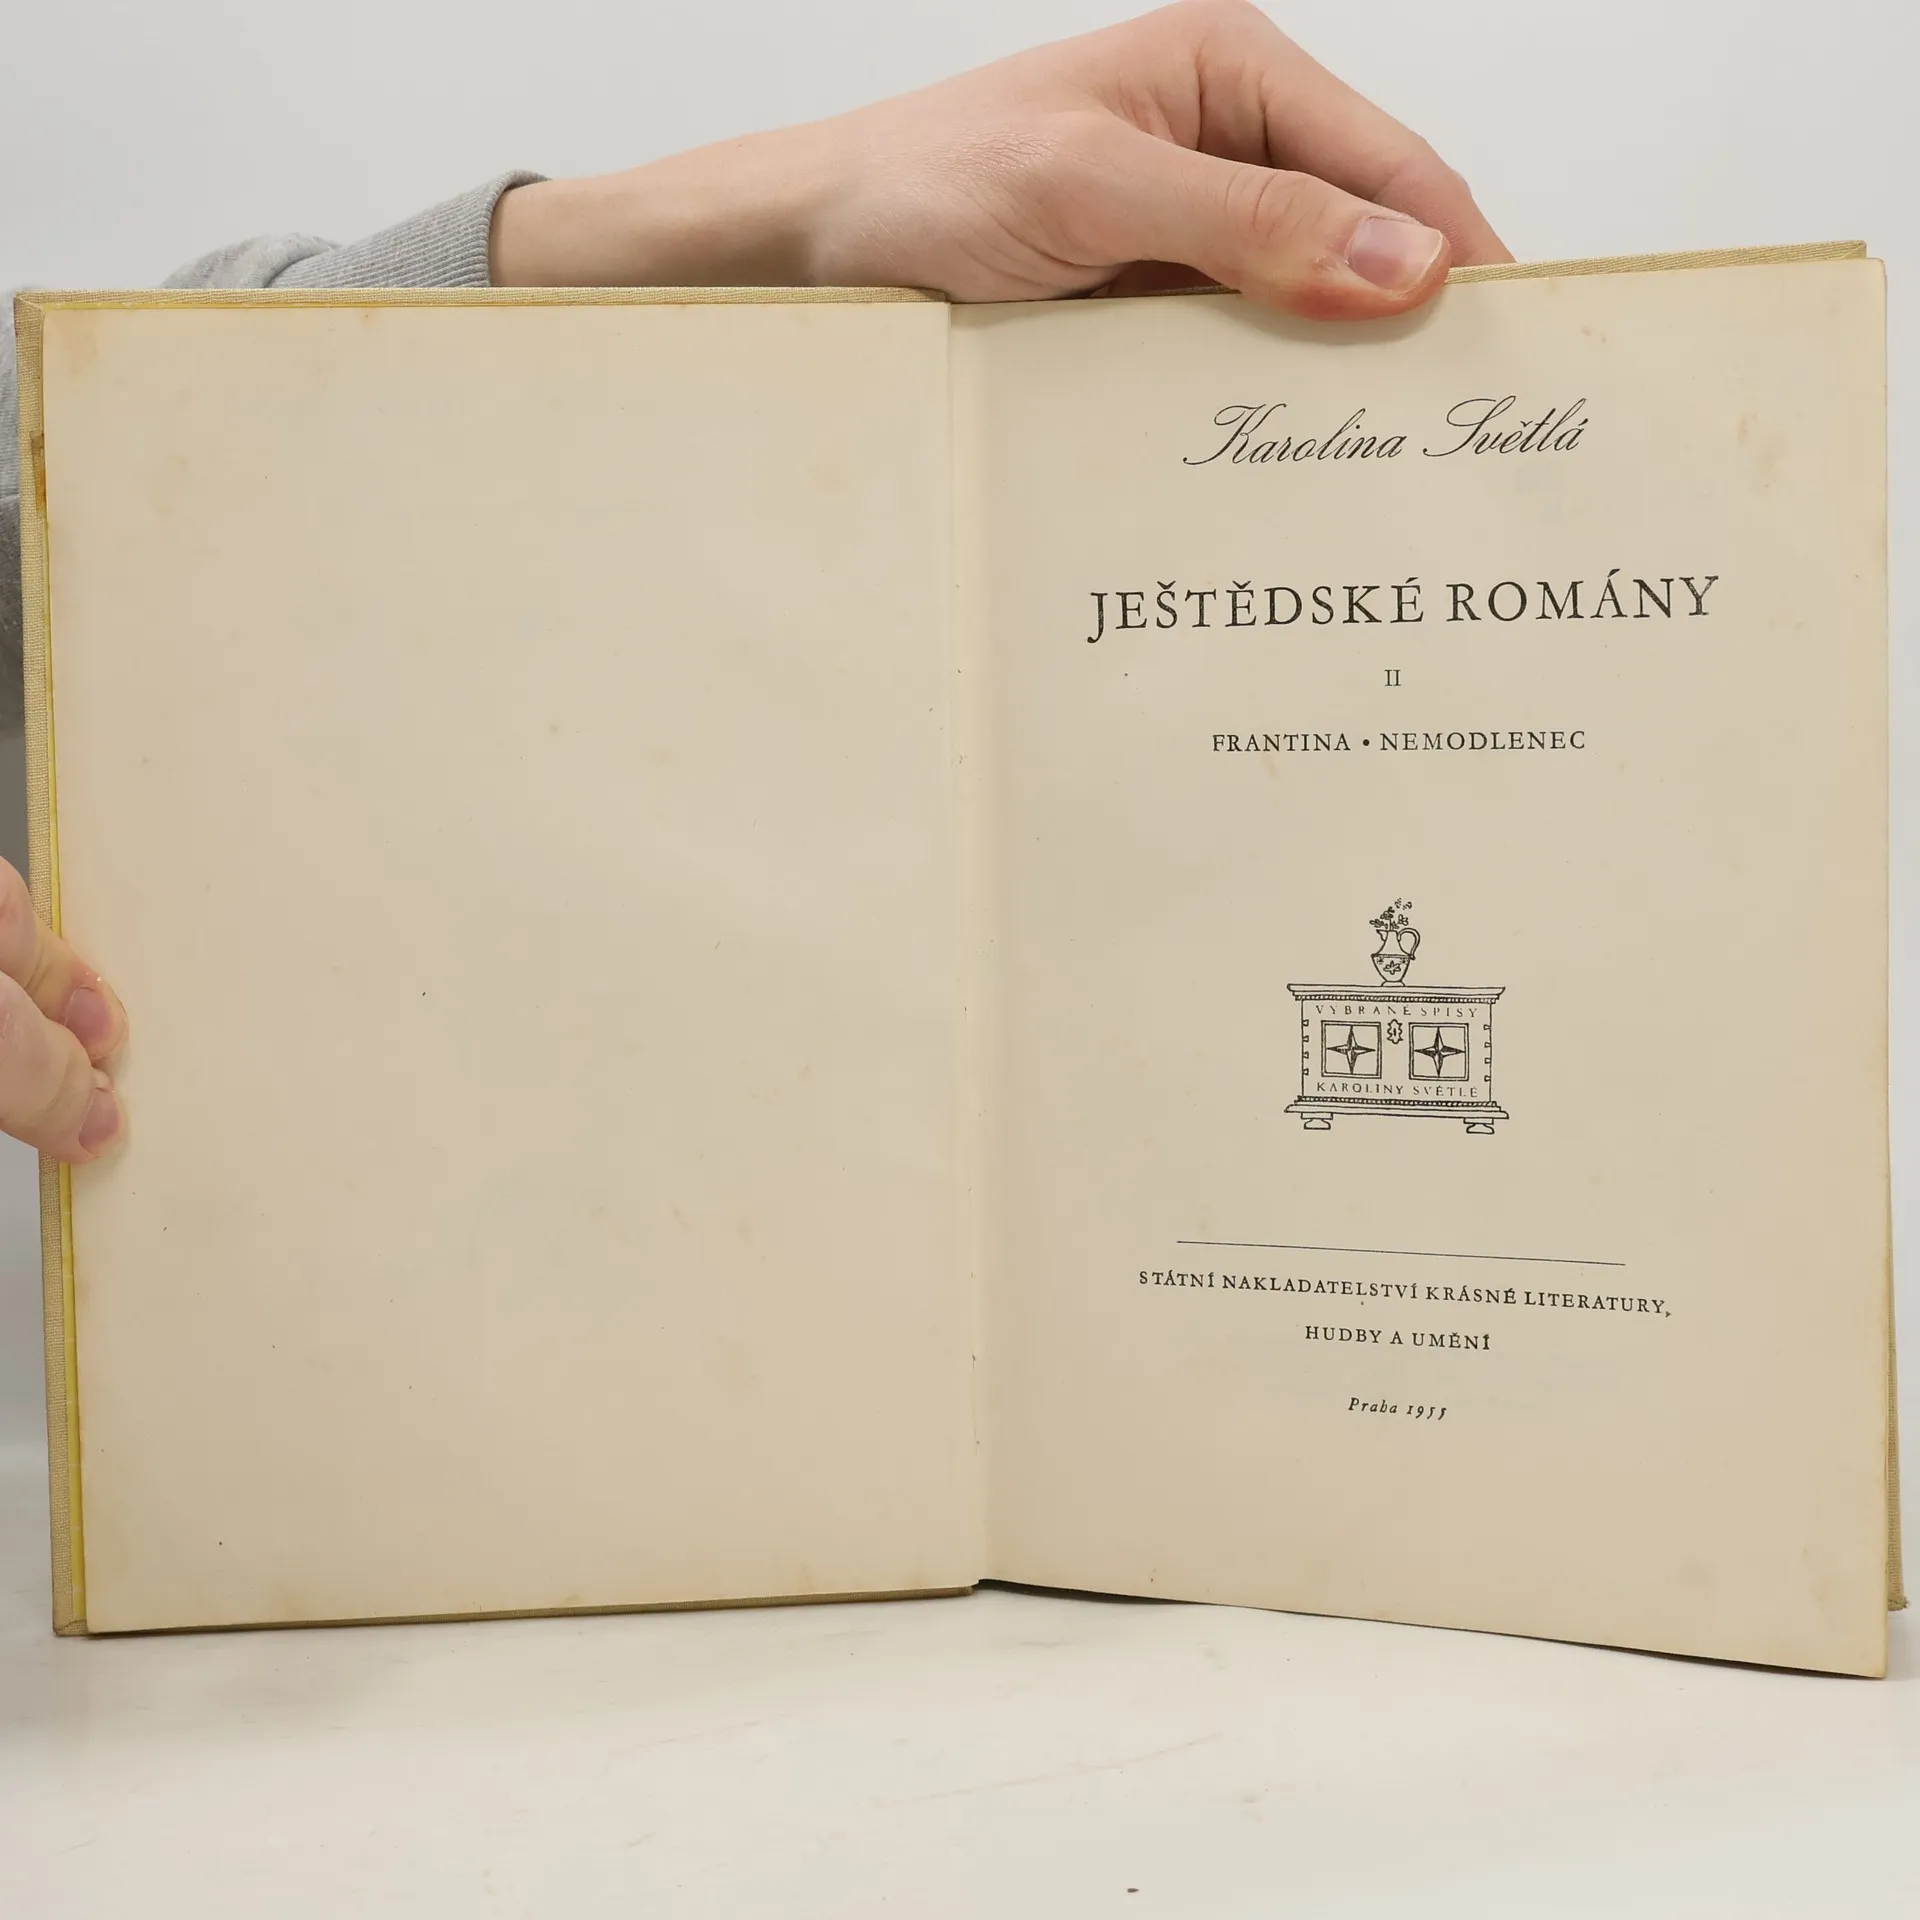 Karolina Světlá
JEŠTĚDSKÉ ROMÁNY
II
FRANTINA • NEMODLENEC
VYBRANÉ SPISY
KAROLINY SVĚTLÉ
STÁTNÍ NAKLADATELSTVÍ KRÁSNÉ LITERATURY,
HUDBY A UMĚNÍ
Praha 1955